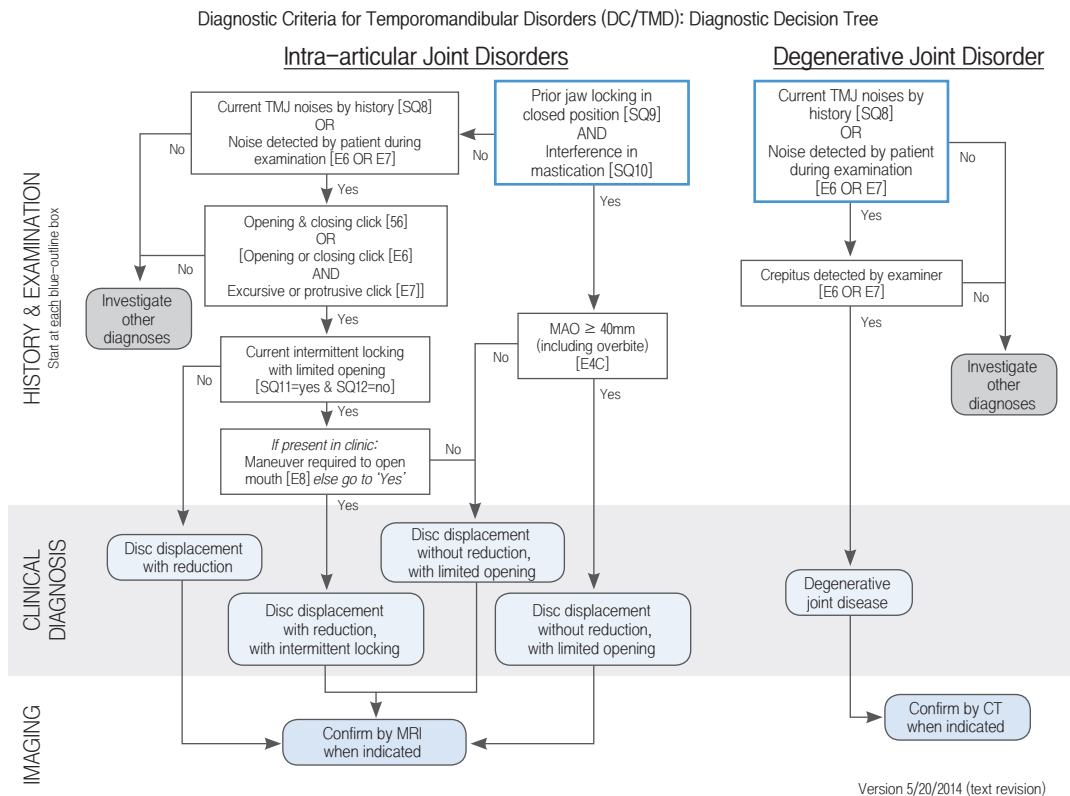 Diagnostic Criteria for Temporomandibular Disorders (DC/TMD): Diagnostic Decision Tree
Intra-articular Joint Disorders
Degenerative Joint Disorder
HISTORY & EXAMINATION
Start at each blue-outline box
Current TMJ noises by history [SQ8]
OR
Noise detected by patient during
examination [E6 OR E7]
No
Yes
Prior jaw locking in
closed position [SQ9]
AND
Interference in
mastication [SQ10]
No
Yes
Opening & closing click [56]
OR
[Opening or closing click [E6]
AND
Excursive or protrusive click [E7]]
No
Yes
Investigate
other
diagnoses
Current intermittent locking
with limited opening
[SQ11=yes & SQ12=no]
No
Yes
MAO ≥ 40mm
(including overbite)
[E4C]
No
Yes
If present in clinic:
Maneuver required to open
mouth [E8] else go to ‘Yes’
No
Yes
Current TMJ noises by
history [SQ8]
OR
Noise detected by patient
during examination
[E6 OR E7]
No
Yes
Crepitus detected by examiner
[E6 OR E7]
No
Yes
Investigate
other
diagnoses
CLINICAL
DIAGNOSIS
Disc displacement
with reduction
Disc displacement
with reduction,
with intermittent locking
Disc displacement
without reduction,
with limited opening
Disc displacement
without reduction,
with limited opening
Degenerative
joint disease
IMAGING
Confirm by MRI
when indicated
Confirm by CT
when indicated
Version 5/20/2014 (text revision)